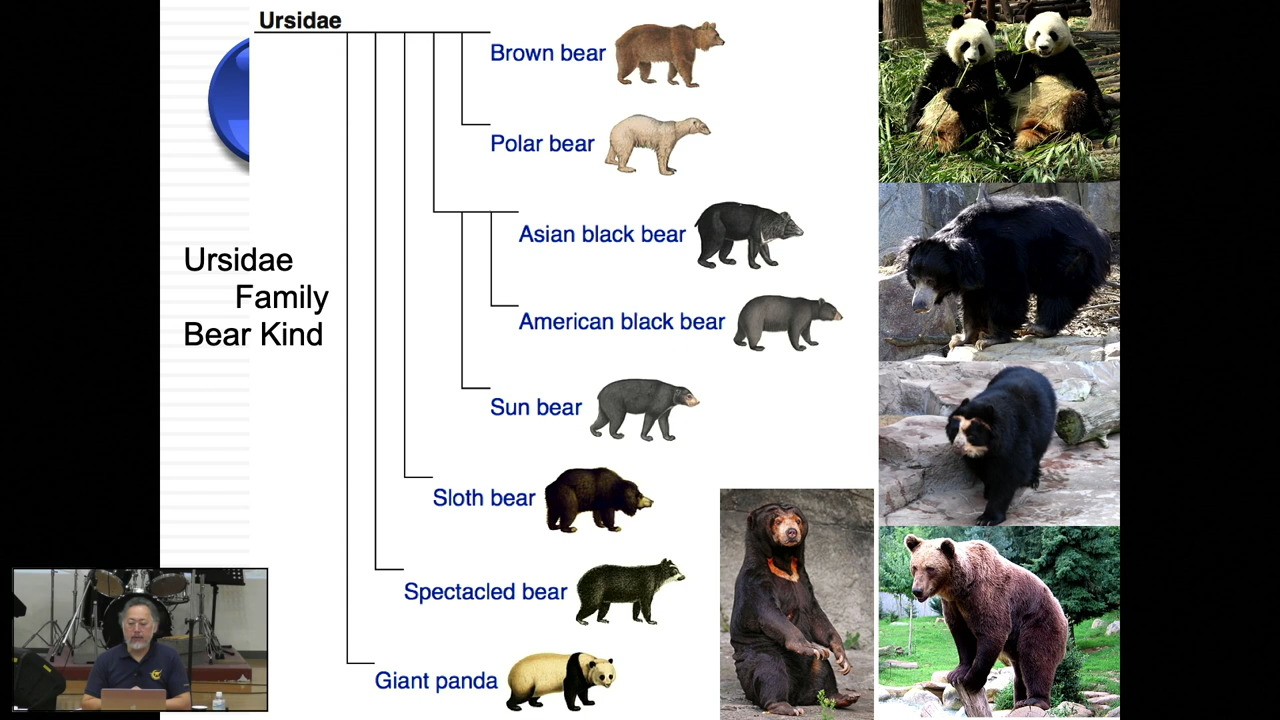 Ursidae
Brown bear
Polar bear
Asian black bear
American black bear
Sun bear
Sloth bear
Spectacled bear
Giant panda
Ursidae
Family
Bear Kind